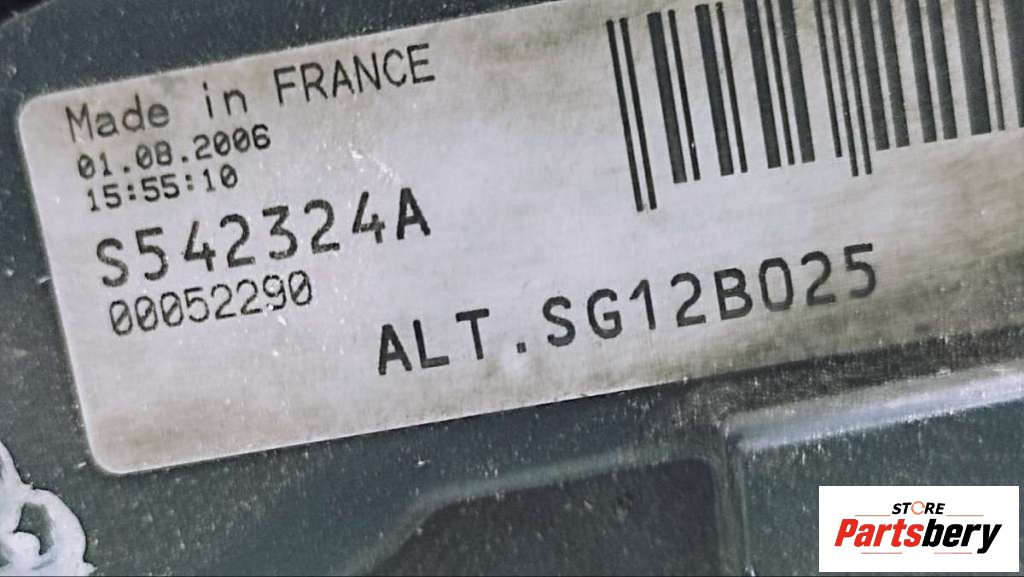 Made in FRANCE
01.08.2006
15:55:10
S542324A
00052290
ALT.SG12B025
STORE
Partsbery